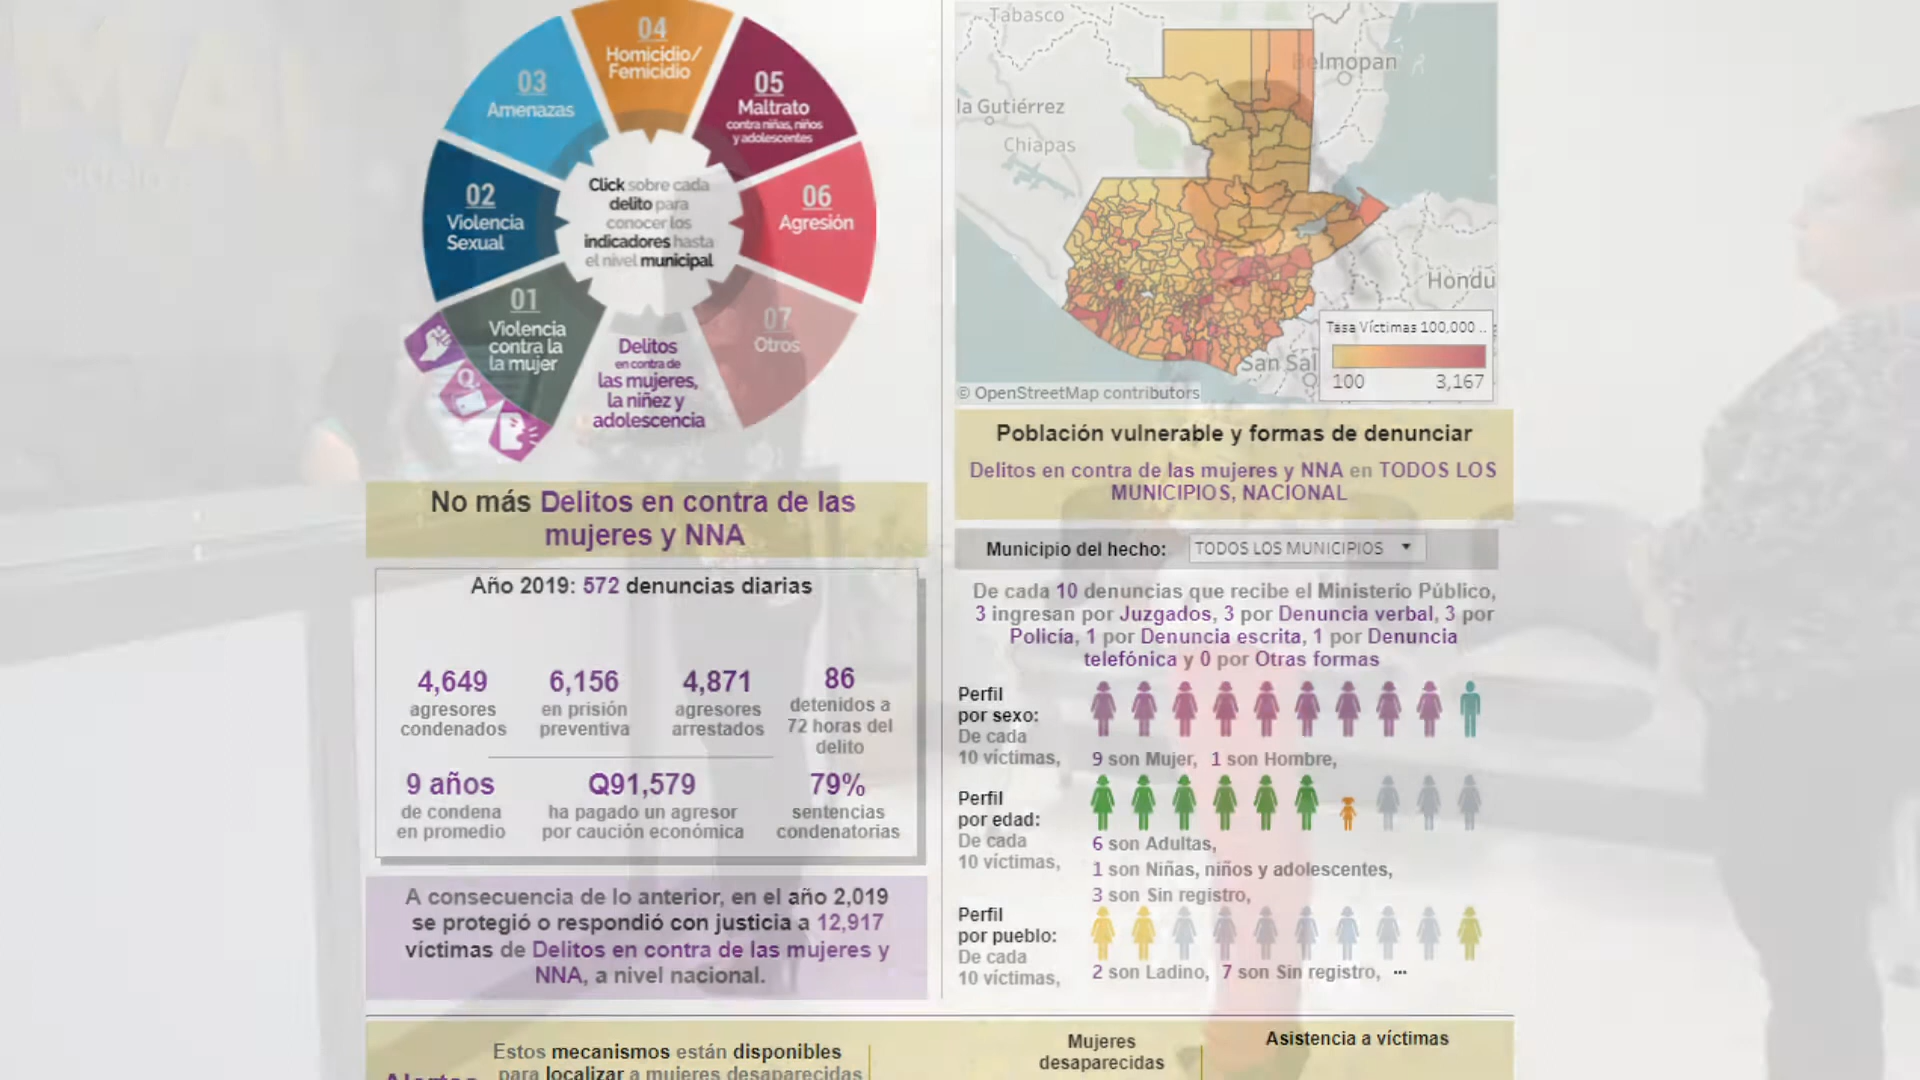 MAI
04
Homicidio/
Femicidio
03
Amenazas
05
Maltrato
contra niñas, niños
y adolescentes
02
Violencia
Sexual
Click sobre cada
delito para
conocer los
indicadores hasta
el nivel municipal
06
Agresión
01
Violencia
contra la
la mujer
07
Otros
Delitos
en contra de
las mujeres,
la niñez y
adolescencia
No más Delitos en contra de las
mujeres y NNA
Año 2019: 572 denuncias diarias
4,649
agresores
condenados
6,156
en prisión
preventiva
4,871
agresores
arrestados
86
detenidos a
72 horas del
delito
9 años
de condena
en promedio
Q91,579
ha pagado un agresor
por caución económica
79%
sentencias
condenatorias
A consecuencia de lo anterior, en el año 2,019
se protegió o respondió con justicia a 12,917
víctimas de Delitos en contra de las mujeres y
NNA, a nivel nacional.
Tabasco
Belmopan
la Gutiérrez
Chiapas
Hondu
San Sal
Tasa Víctimas 100,000 ..
100 3,167
© OpenStreetMap contributors
Población vulnerable y formas de denunciar
Delitos en contra de las mujeres y NNA en TODOS LOS
MUNICIPIOS, NACIONAL
Municipio del hecho: TODOS LOS MUNICIPIOS
De cada 10 denuncias que recibe el Ministerio Público,
3 ingresan por Juzgados, 3 por Denuncia verbal, 3 por
Policía, 1 por Denuncia escrita, 1 por Denuncia
telefónica y 0 por Otras formas
Perfil
por sexo:
De cada
10 víctimas,
9 son Mujer, 1 son Hombre,
Perfil
por edad:
De cada
10 víctimas,
6 son Adultas,
1 son Niñas, niños y adolescentes,
3 son Sin registro,
Perfil
por pueblo:
De cada
10 víctimas,
2 son Ladino, 7 son Sin registro, ...
Estos mecanismos están disponibles
para localizar a mujeres desaparecidas
Mujeres
desaparecidas
Asistencia a víctimas